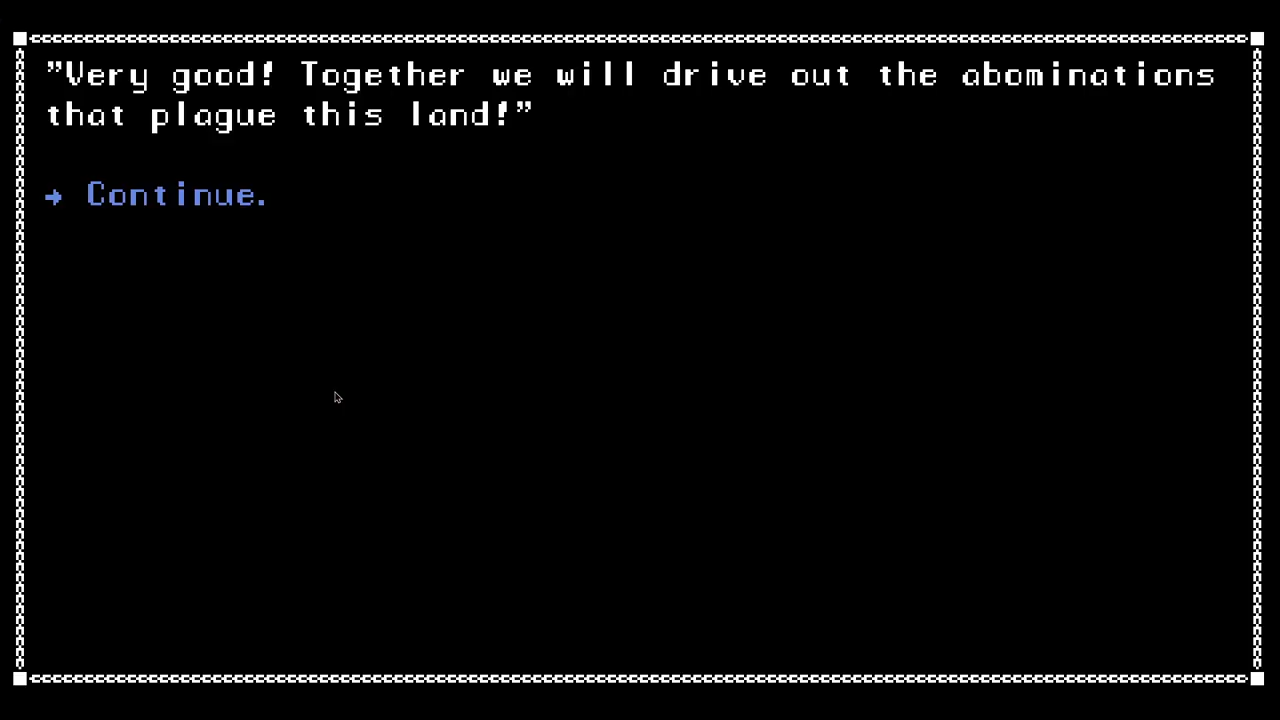 ”Very good! Together we will drive out the abominations
that plague this land!”
→ Continue.